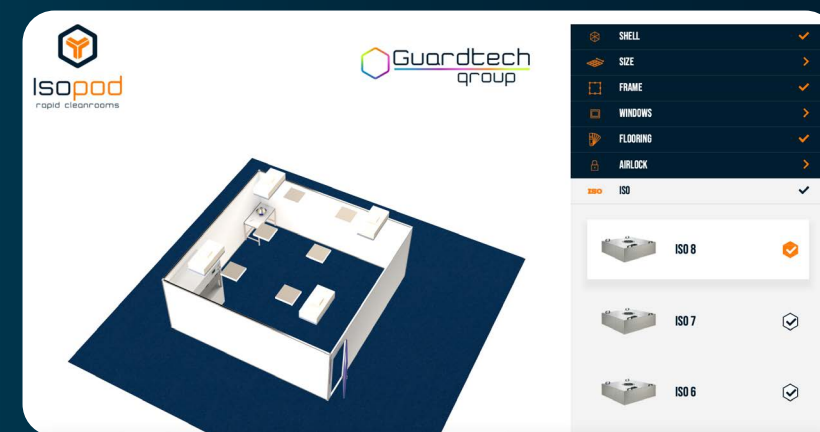 Isopod
rapid cleanrooms
Guardtech
group
SHELL
SIZE
FRAME
WINDOWS
FLOORING
AIRLOCK
ISO ISO
ISO 8
ISO 7
ISO 6